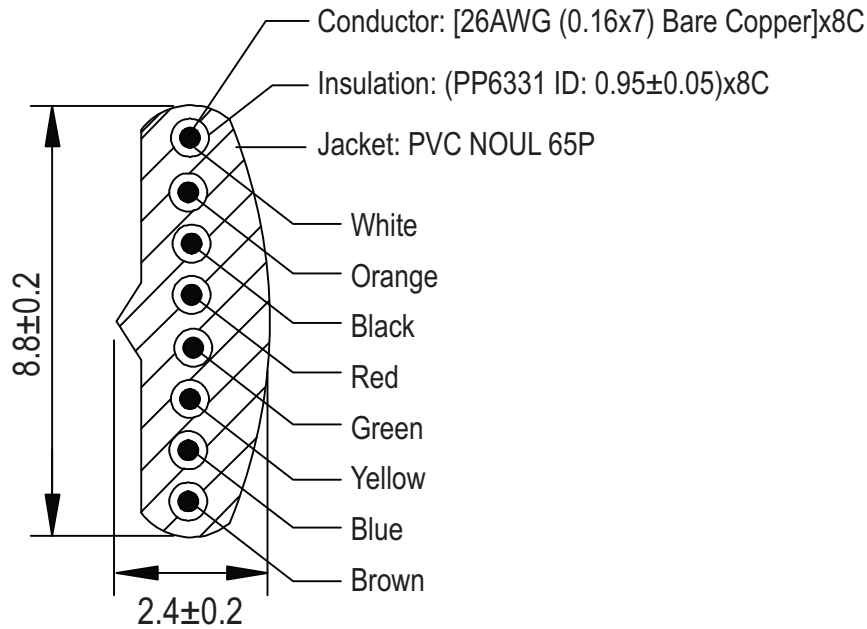 Conductor: [26AWG (0.16x7) Bare Copper]x8C
Insulation: (PP6331 ID: 0.95±0.05)x8C
Jacket: PVC NOUL 65P
White
Orange
Black
Red
Green
Yellow
Blue
Brown
8.8±0.2
2.4±0.2